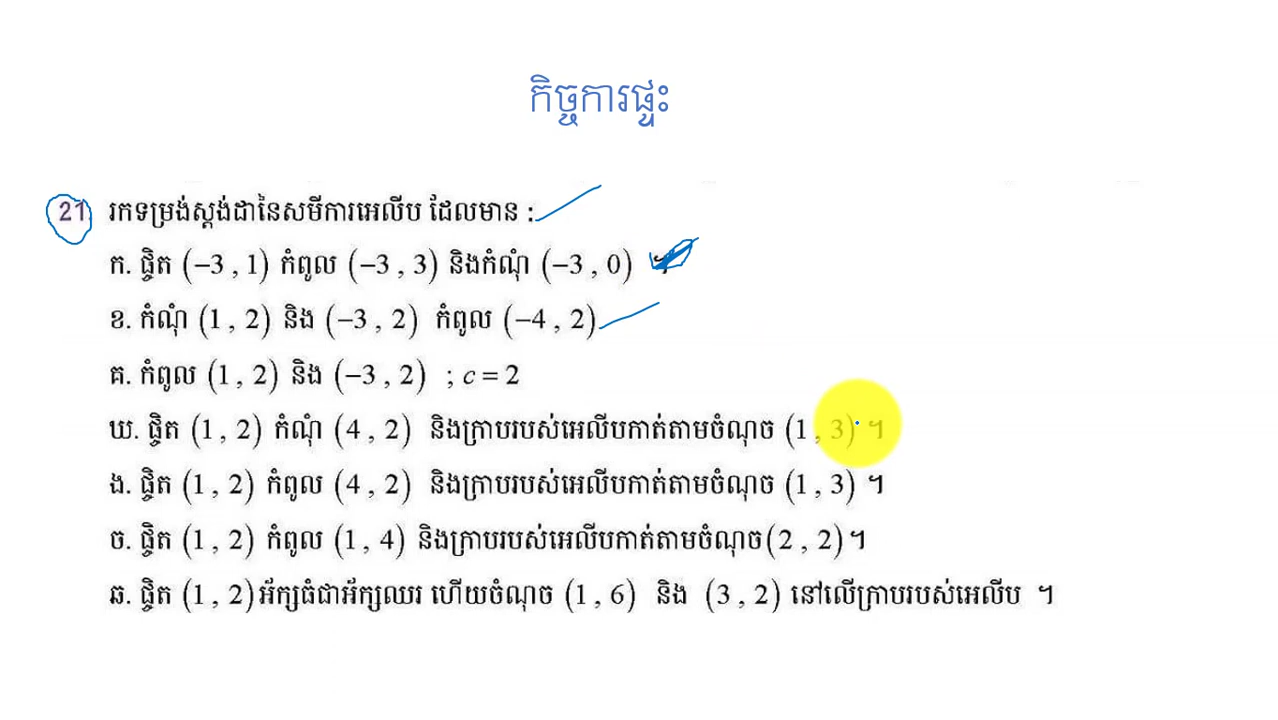 កិច្ចការផ្ទះ
21. រកទម្រង់ស្តង់ដានៃសមីការអេលីប ដែលមាន :
ក. ផ្ចិត (−3 , 1) កំពូល (−3 , 3) និងកំណុំ (−3 , 0) ។
ខ. កំណុំ (1 , 2) និង (−3 , 2) កំពូល (−4 , 2)
គ. កំពូល (1 , 2) និង (−3 , 2) ; c = 2
ឃ. ផ្ចិត (1 , 2) កំណុំ (4 , 2) និងក្រាបរបស់អេលីបកាត់តាមចំណុច (1 , 3) ។
ង. ផ្ចិត (1 , 2) កំពូល (4 , 2) និងក្រាបរបស់អេលីបកាត់តាមចំណុច (1 , 3) ។
ច. ផ្ចិត (1 , 2) កំពូល (1 , 4) និងក្រាបរបស់អេលីបកាត់តាមចំណុច(2 , 2)។
ឆ. ផ្ចិត (1 , 2)អ័ក្សធំជាអ័ក្សឈរ ហើយចំណុច (1 , 6) និង (3 , 2) នៅលើក្រាបរបស់អេលីប ។